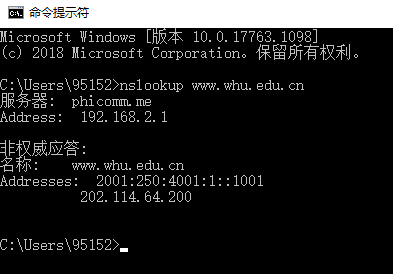 命令提示符
Microsoft Windows [版本 10.0.17763.1098]
(c) 2018 Microsoft Corporation。保留所有权利。
C:\Users\95152>nslookup www.whu.edu.cn
服务器:  phicomm.me
Address:  192.168.2.1
非权威应答:
名称:    www.whu.edu.cn
Addresses:  2001:250:4001:1::1001
202.114.64.200
C:\Users\95152>